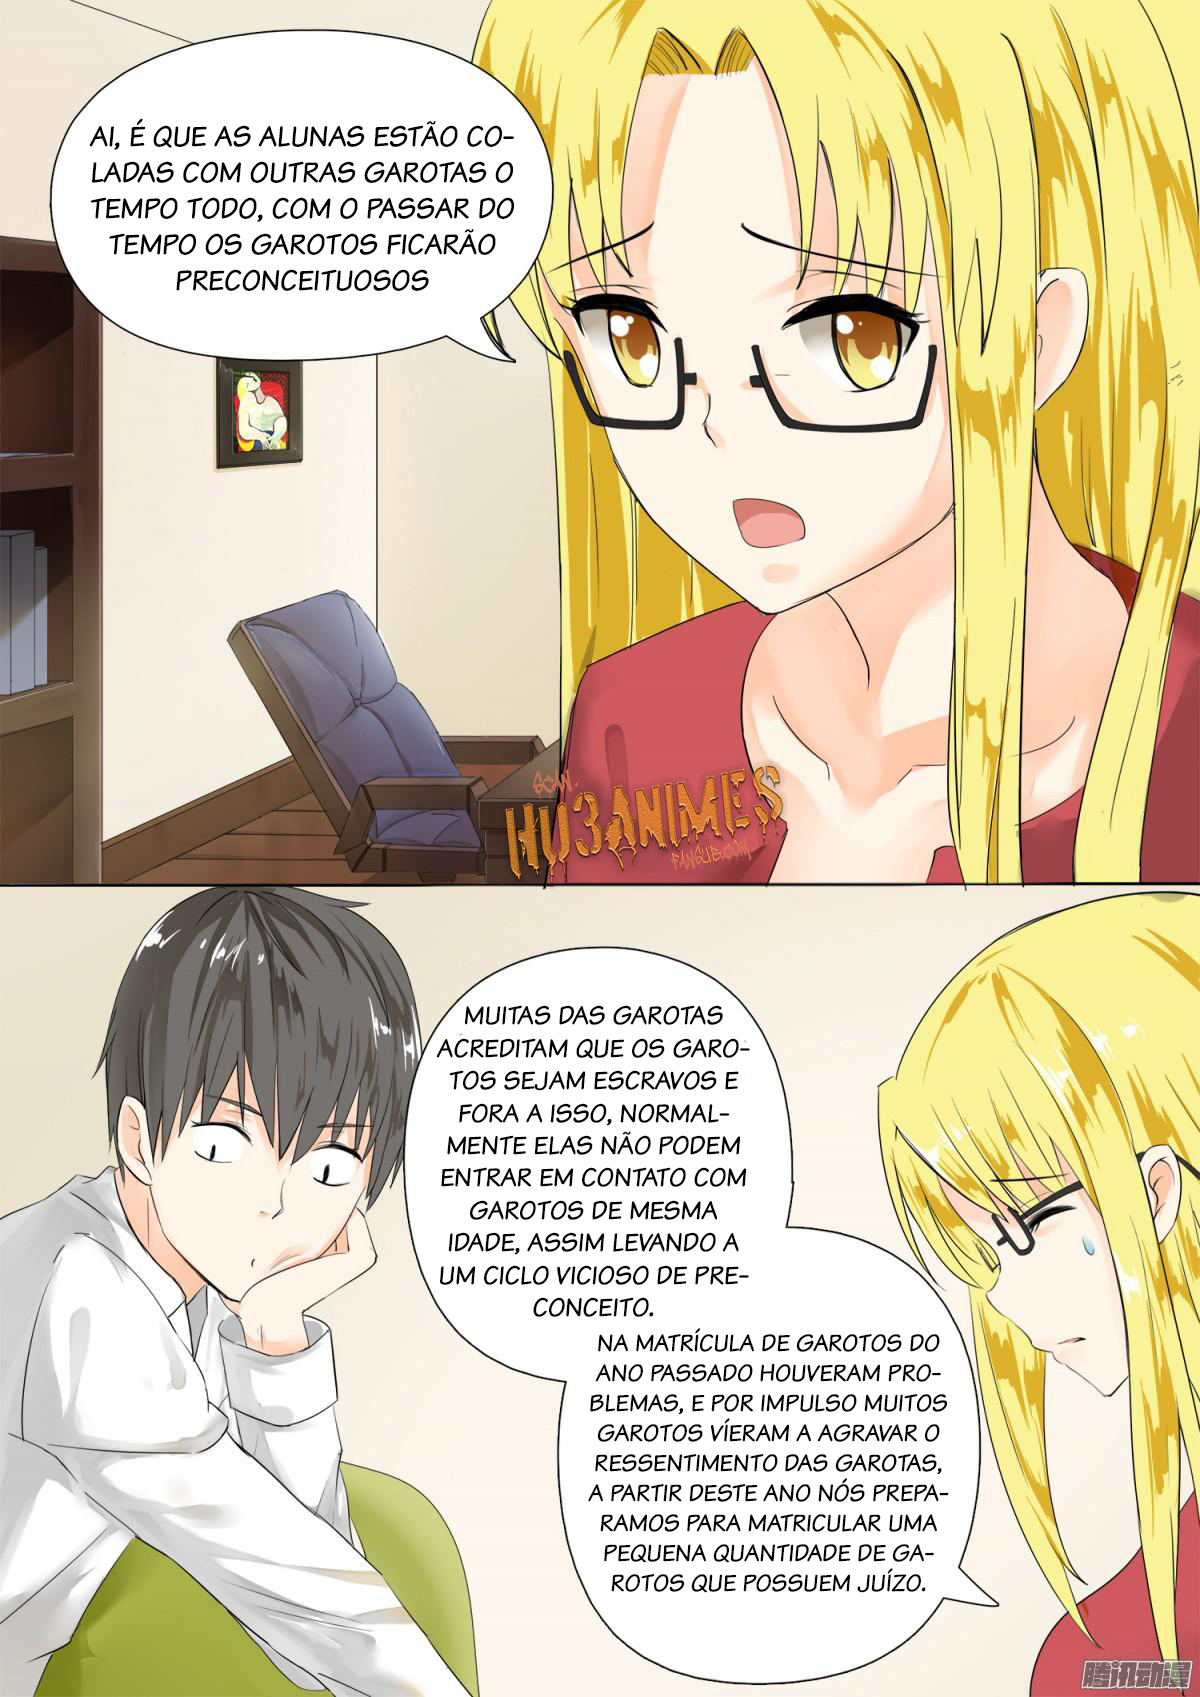 AI, É QUE AS ALUNAS ESTÃO CO-
LADAS COM OUTRAS GAROTAS O
TEMPO TODO, COM O PASSAR DO
TEMPO OS GAROTOS FICARÃO
PRECONCEITUOSOS
SCAN
HU3ANIMES
FANSUB.COM
MUITAS DAS GAROTAS
ACREDITAM QUE OS GARO-
TOS SEJAM ESCRAVOS E
FORA A ISSO, NORMAL-
MENTE ELAS NÃO PODEM
ENTRAR EM CONTATO COM
GAROTOS DE MESMA
IDADE, ASSIM LEVANDO A
UM CICLO VICIOSO DE PRE-
CONCEITO.
NA MATRÍCULA DE GAROTOS DO
ANO PASSADO HOUVERAM PRO-
BLEMAS, E POR IMPULSO MUITOS
GAROTOS VÍERAM A AGRAVAR O
RESSENTIMENTO DAS GAROTAS,
A PARTIR DESTE ANO NÓS PREPA-
RAMOS PARA MATRICULAR UMA
PEQUENA QUANTIDADE DE GA-
ROTOS QUE POSSUEM JUÍZO.
腾讯动漫